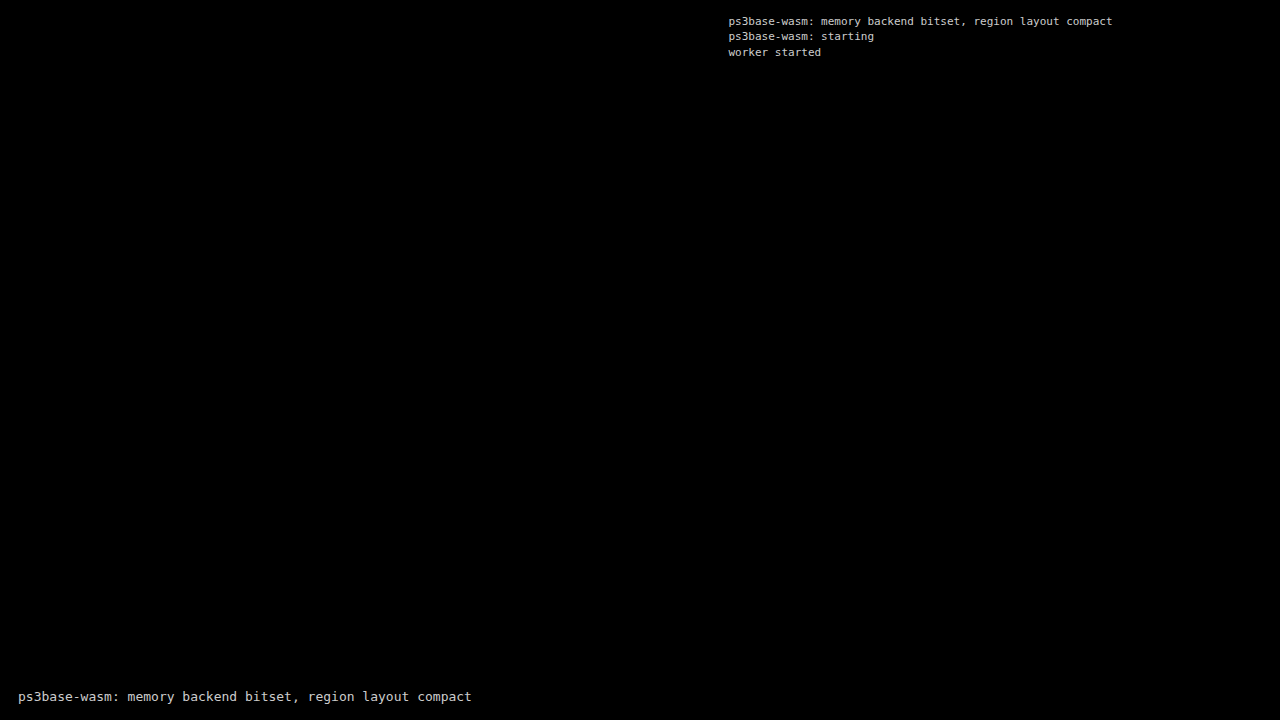 ps3base-wasm: memory backend bitset, region layout compact
ps3base-wasm: starting
worker started
ps3base-wasm: memory backend bitset, region layout compact